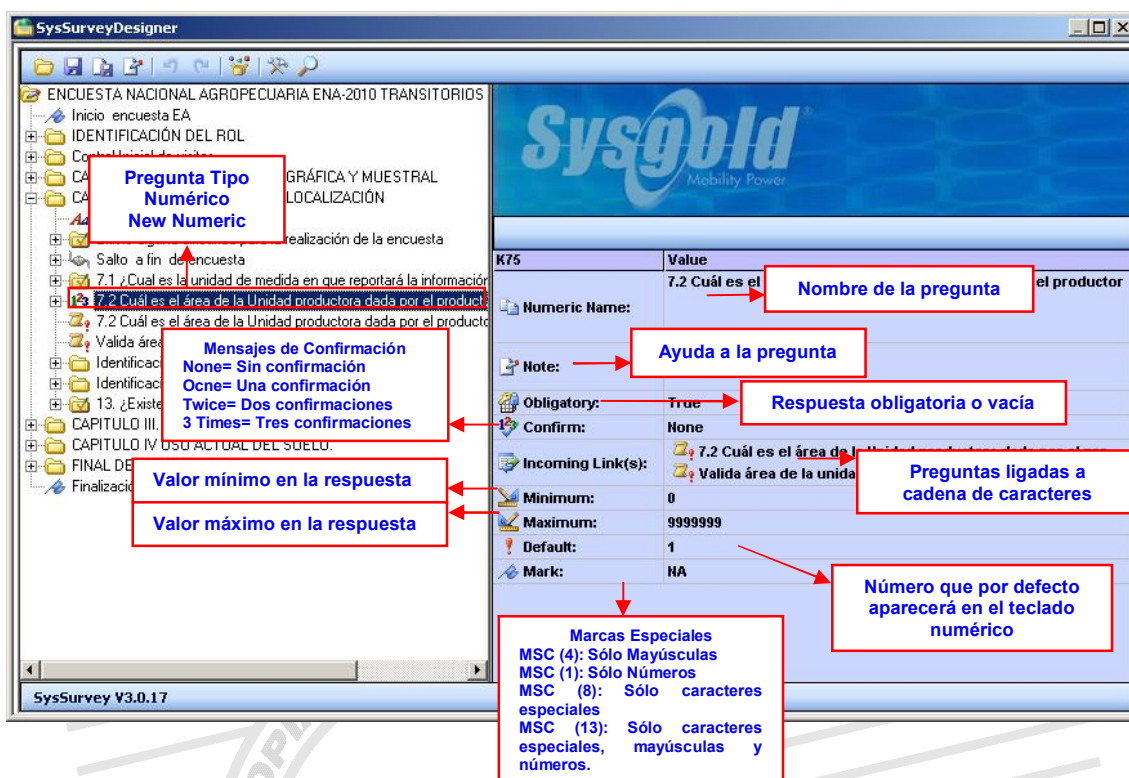 SysSurveyDesigner
ENCUESTA NACIONAL AGROPECUARIA ENA-2010 TRANSITORIOS
Inicio encuesta EA
IDENTIFICACIÓN DEL ROL
CA
GRÁFICA Y MUESTRAL
CA
LOCALIZACIÓN
realización de la encuesta
Salto a fin de encuesta
7.1 ¿Cual es la unidad de medida en que reportará la información
7.2 Cuál es el área de la Unidad productora dada por el product
7.2 Cuál es el área de la Unidad productora dada por el producto
Valida área
Identificaci
Identificaci
13. ¿Existe
CAPITULO III.
CAPITULO IV USO ACTUAL DEL SUELO.
FINAL DE
Finalizació
Pregunta Tipo
Numérico
New Numeric
Mensajes de Confirmación
None= Sin confirmación
Ocne= Una confirmación
Twice= Dos confirmaciones
3 Times= Tres confirmaciones
Valor mínimo en la respuesta
Valor máximo en la respuesta
Sysgold®
Mobility Power
K75 Value
Numeric Name: 7.2 Cuál es el el productor
Nombre de la pregunta
Note:
Ayuda a la pregunta
Obligatory: True
Respuesta obligatoria o vacía
Confirm: None
Incoming Link(s): 7.2 Cuál es el área de la Unidad productora dada por el
Valida área de la unida
Preguntas ligadas a
cadena de caracteres
Minimum: 0
Maximum: 9999999
Default: 1
Mark: NA
Número que por defecto
aparecerá en el teclado
numérico
Marcas Especiales
MSC (4): Sólo Mayúsculas
MSC (1): Sólo Números
MSC (8): Sólo caracteres
especiales
MSC (13): Sólo caracteres
especiales, mayúsculas y
números.
SysSurvey V3.0.17